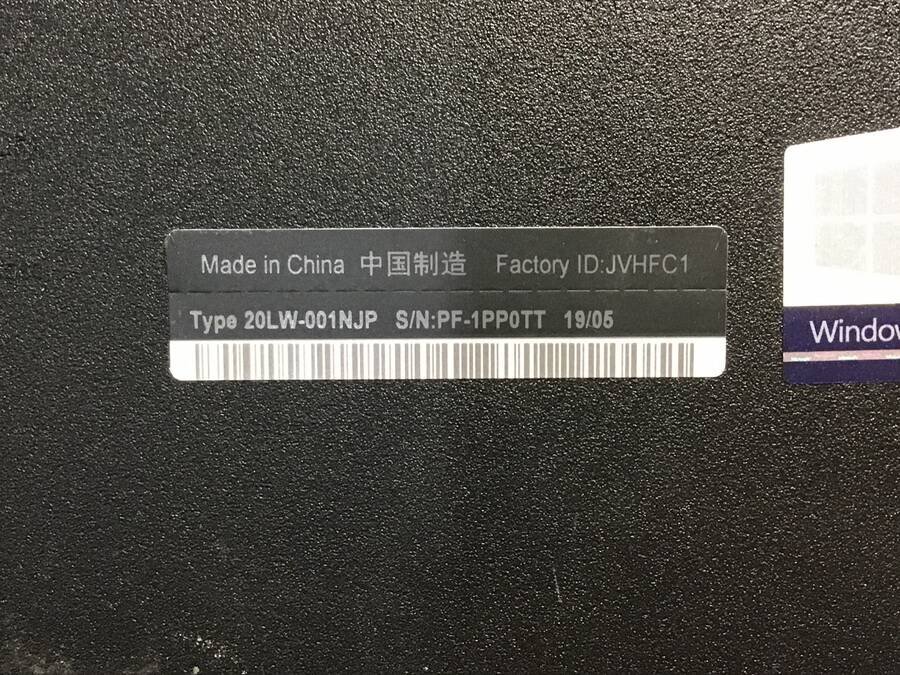 Made in China 中国制造 Factory ID:JVHFC1
Type 20LW-001NJP S/N:PF-1PP0TT 19/05
Window